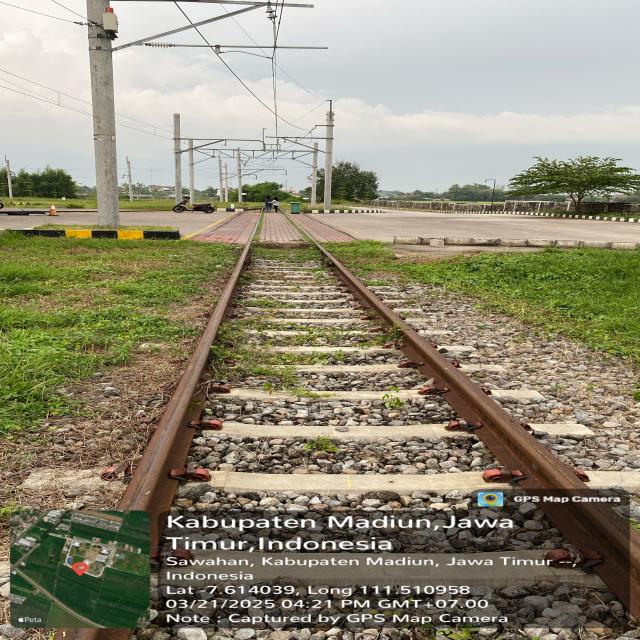 GPS Map Camera
Kabupaten Madiun,Jawa
Timur,Indonesia
Sawahan, Kabupaten Madiun, Jawa Timur --,
Indonesia
Lat -7.614039, Long 111.510958
03/21/2025 04:21 PM GMT+07.00
Note : Captured by GPS Map Camera
Peta